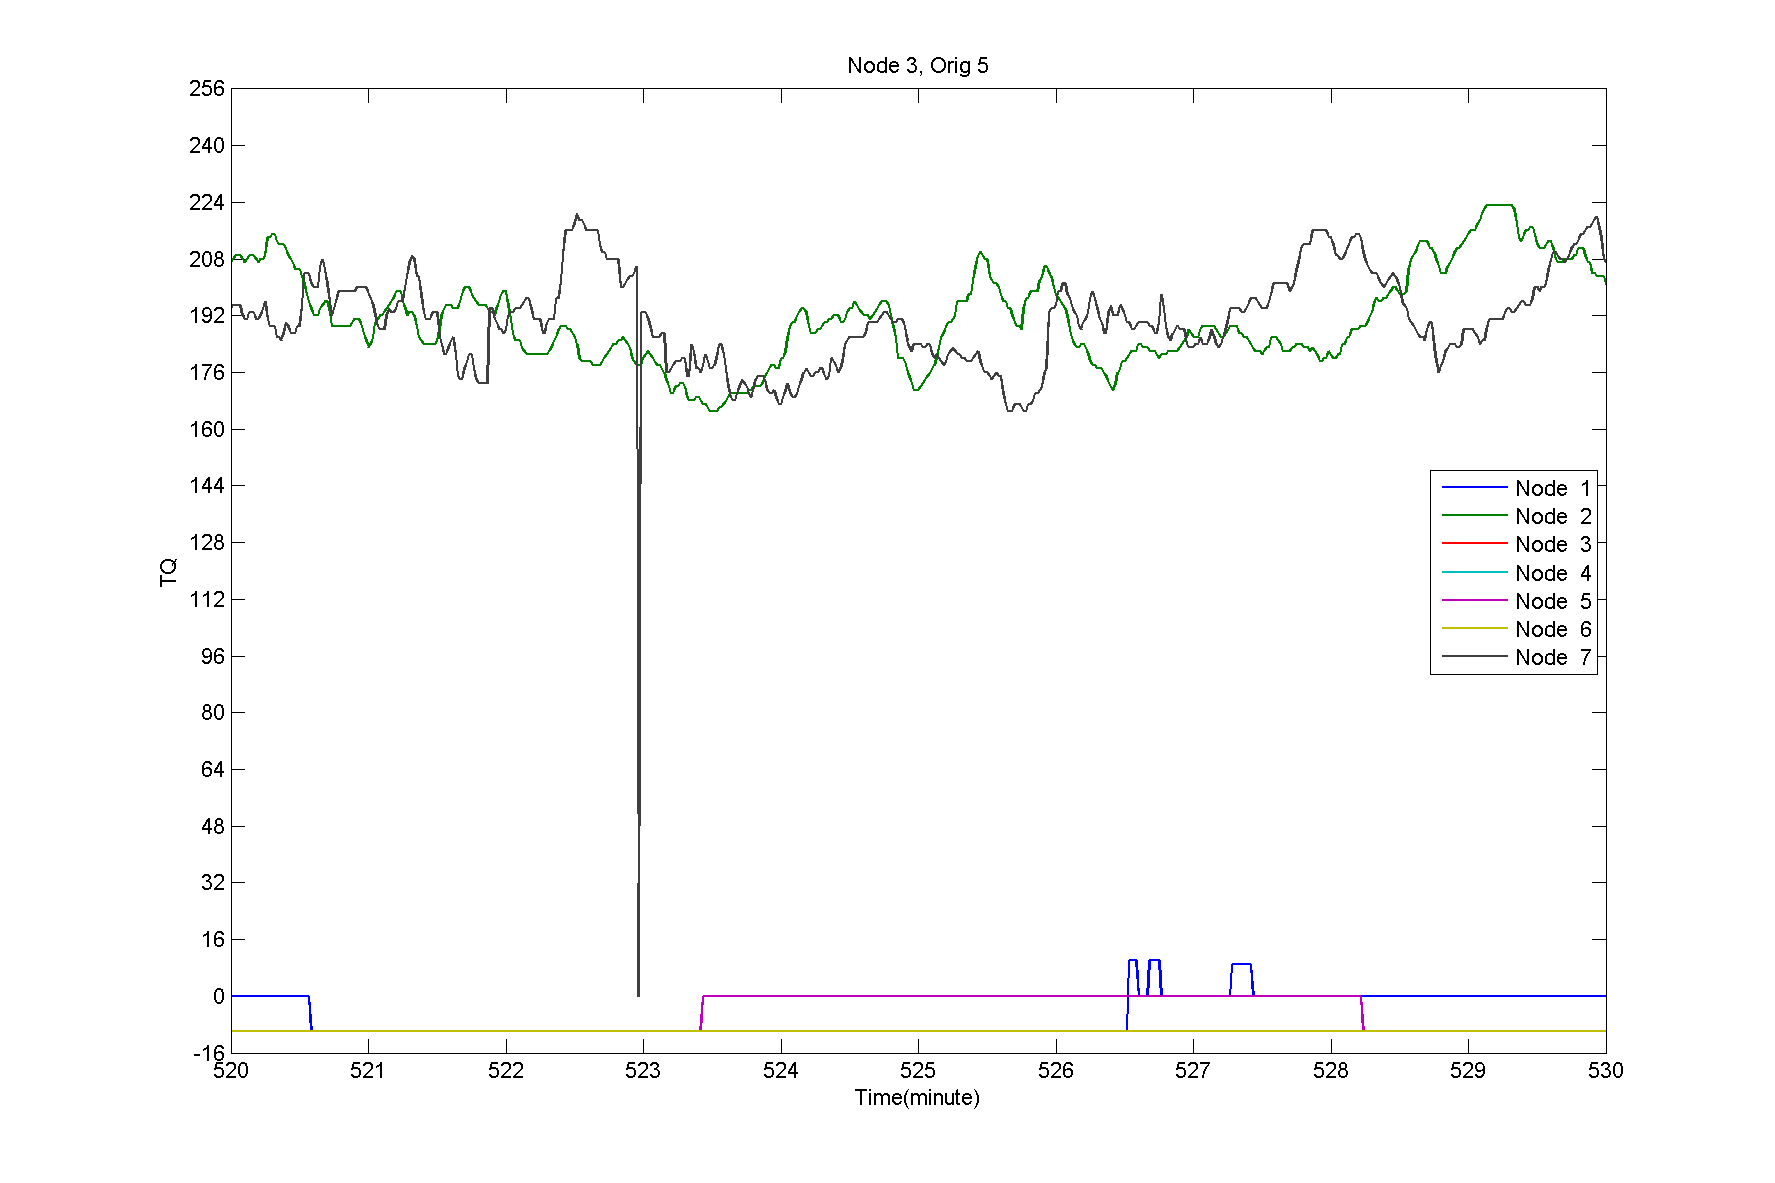 Node 3, Orig 5
256
240
224
208
192
176
160
144
128
112
96
80
64
48
32
16
0
-16
TQ
Node 1
Node 2
Node 3
Node 4
Node 5
Node 6
Node 7
520 521 522 523 524 525 526 527 528 529 530
Time(minute)